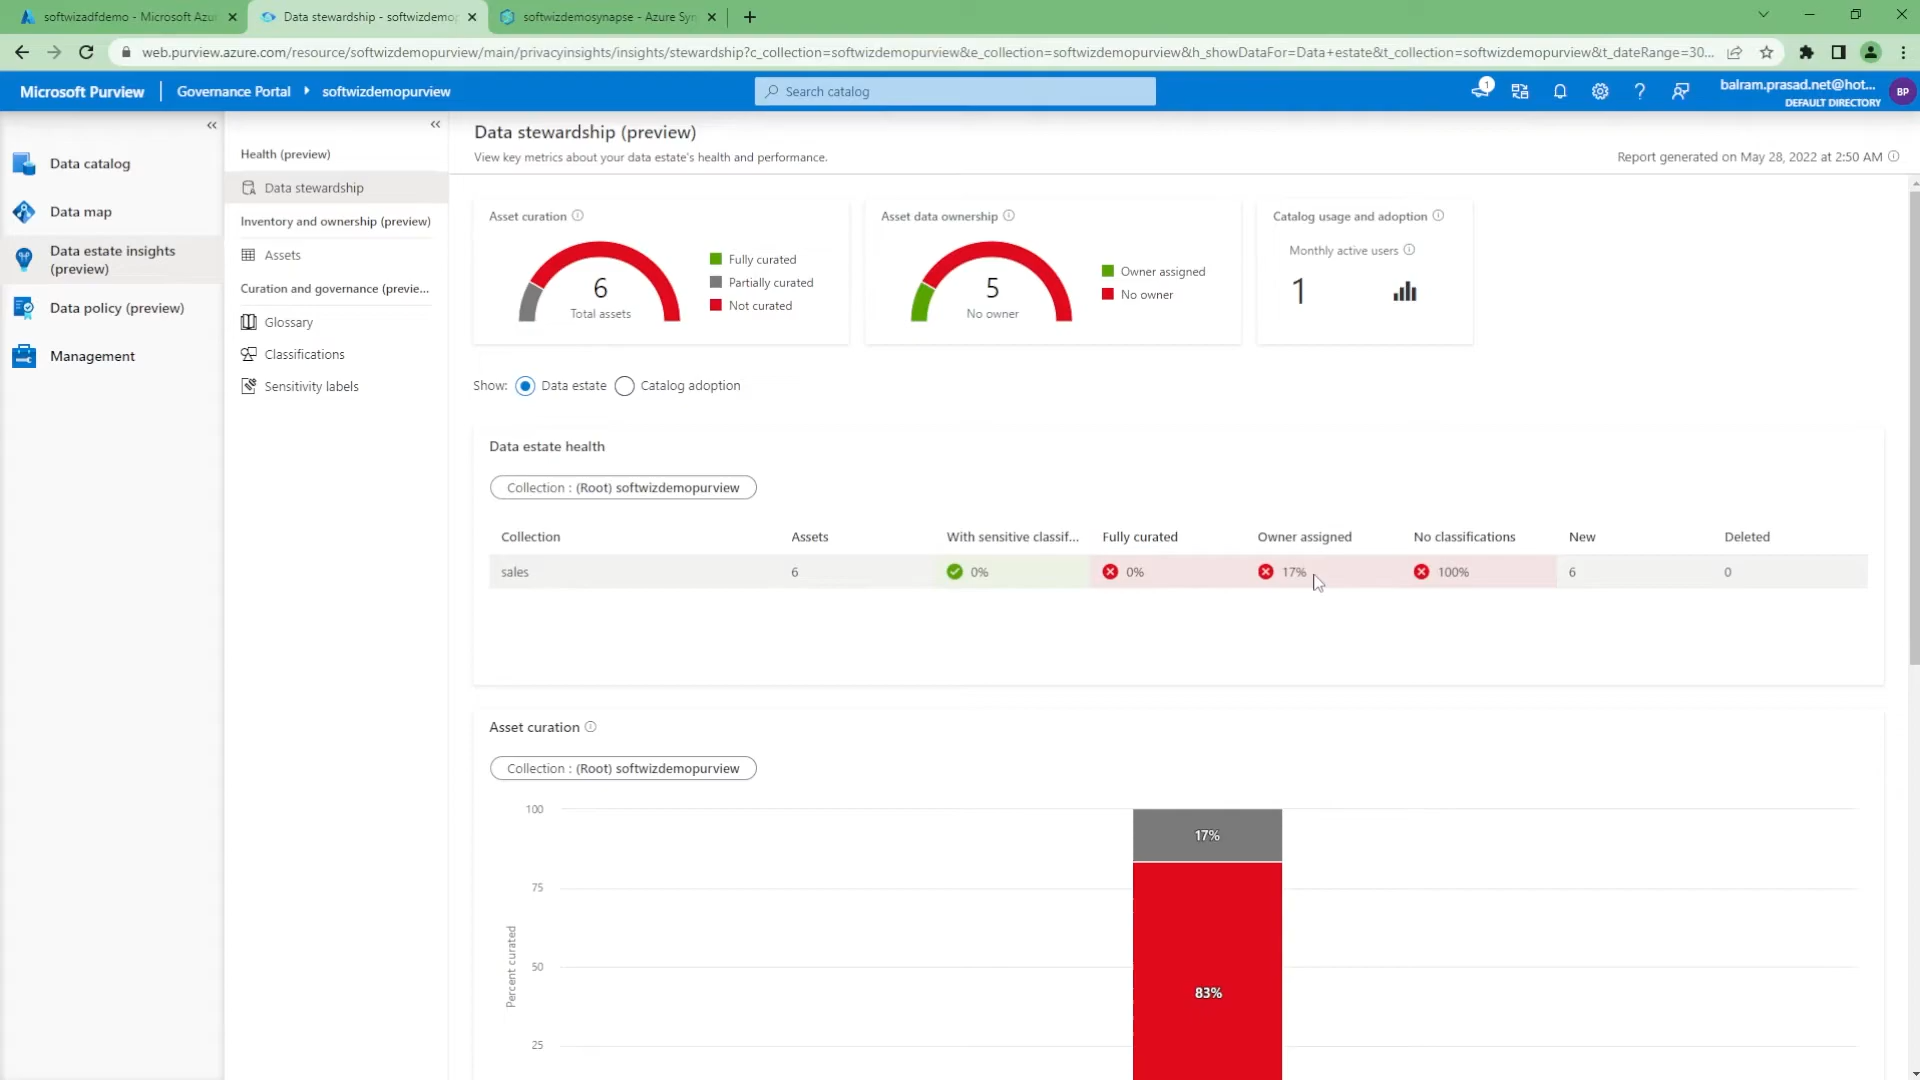 softwizadfdemo - Microsoft Azu
Data stewardship - softwizdemop
softwizdemosynapse - Azure Syn
web.purview.azure.com/resource/softwizdemopurview/main/privacyinsights/insights/stewardship?c_collection=softwizdemopurview&e_collection=softwizdemopurview&h_showDataFor=Data+estate&t_collection=softwizdemopurview&t_dateRange=30...
Microsoft Purview
Governance Portal
softwizdemopurview
Search catalog
1
balram.prasad.net@hot...
DEFAULT DIRECTORY
BP
Data catalog
Data map
Data estate insights
(preview)
Data policy (preview)
Management
Health (preview)
Data stewardship
Inventory and ownership (preview)
Assets
Curation and governance (previe...
Glossary
Classifications
Sensitivity labels
Data stewardship (preview)
View key metrics about your data estate's health and performance.
Report generated on May 28, 2022 at 2:50 AM
Asset curation
6
Total assets
Fully curated
Partially curated
Not curated
Asset data ownership
5
No owner
Owner assigned
No owner
Catalog usage and adoption
Monthly active users
1
Show: Data estate Catalog adoption
Data estate health
Collection : (Root) softwizdemopurview
Collection Assets With sensitive classif... Fully curated Owner assigned No classifications New Deleted
sales 6 0% 0% 17% 100% 6 0
Asset curation
Collection : (Root) softwizdemopurview
Percent curated
100
75
50
25
17%
83%